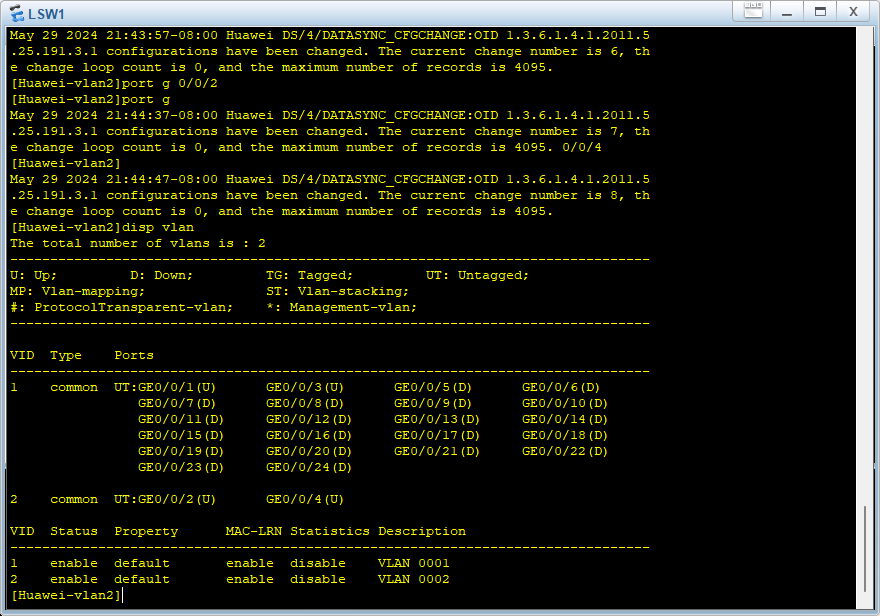 LSW1
May 29 2024 21:43:57-08:00 Huawei DS/4/DATASYNC_CFGCHANGE:OID 1.3.6.1.4.1.2011.5
.25.191.3.1 configurations have been changed. The current change number is 6, th
e change loop count is 0, and the maximum number of records is 4095.
[Huawei-vlan2]port g 0/0/2
[Huawei-vlan2]port g
May 29 2024 21:44:37-08:00 Huawei DS/4/DATASYNC_CFGCHANGE:OID 1.3.6.1.4.1.2011.5
.25.191.3.1 configurations have been changed. The current change number is 7, th
e change loop count is 0, and the maximum number of records is 4095. 0/0/4
[Huawei-vlan2]
May 29 2024 21:44:47-08:00 Huawei DS/4/DATASYNC_CFGCHANGE:OID 1.3.6.1.4.1.2011.5
.25.191.3.1 configurations have been changed. The current change number is 8, th
e change loop count is 0, and the maximum number of records is 4095.
[Huawei-vlan2]disp vlan
The total number of vlans is : 2
--------------------------------------------------------------------------------
U: Up;         D: Down;         TG: Tagged;         UT: Untagged;
MP: Vlan-mapping;               ST: Vlan-stacking;
#: ProtocolTransparent-vlan;    *: Management-vlan;
--------------------------------------------------------------------------------
VID  Type    Ports
--------------------------------------------------------------------------------
1    common  UT:GE0/0/1(U)      GE0/0/3(U)      GE0/0/5(D)      GE0/0/6(D)
                GE0/0/7(D)      GE0/0/8(D)      GE0/0/9(D)      GE0/0/10(D)
                GE0/0/11(D)     GE0/0/12(D)     GE0/0/13(D)     GE0/0/14(D)
                GE0/0/15(D)     GE0/0/16(D)     GE0/0/17(D)     GE0/0/18(D)
                GE0/0/19(D)     GE0/0/20(D)     GE0/0/21(D)     GE0/0/22(D)
                GE0/0/23(D)     GE0/0/24(D)
2    common  UT:GE0/0/2(U)      GE0/0/4(U)
VID  Status  Property      MAC-LRN Statistics Description
--------------------------------------------------------------------------------
1    enable  default       enable  disable    VLAN 0001
2    enable  default       enable  disable    VLAN 0002
[Huawei-vlan2]